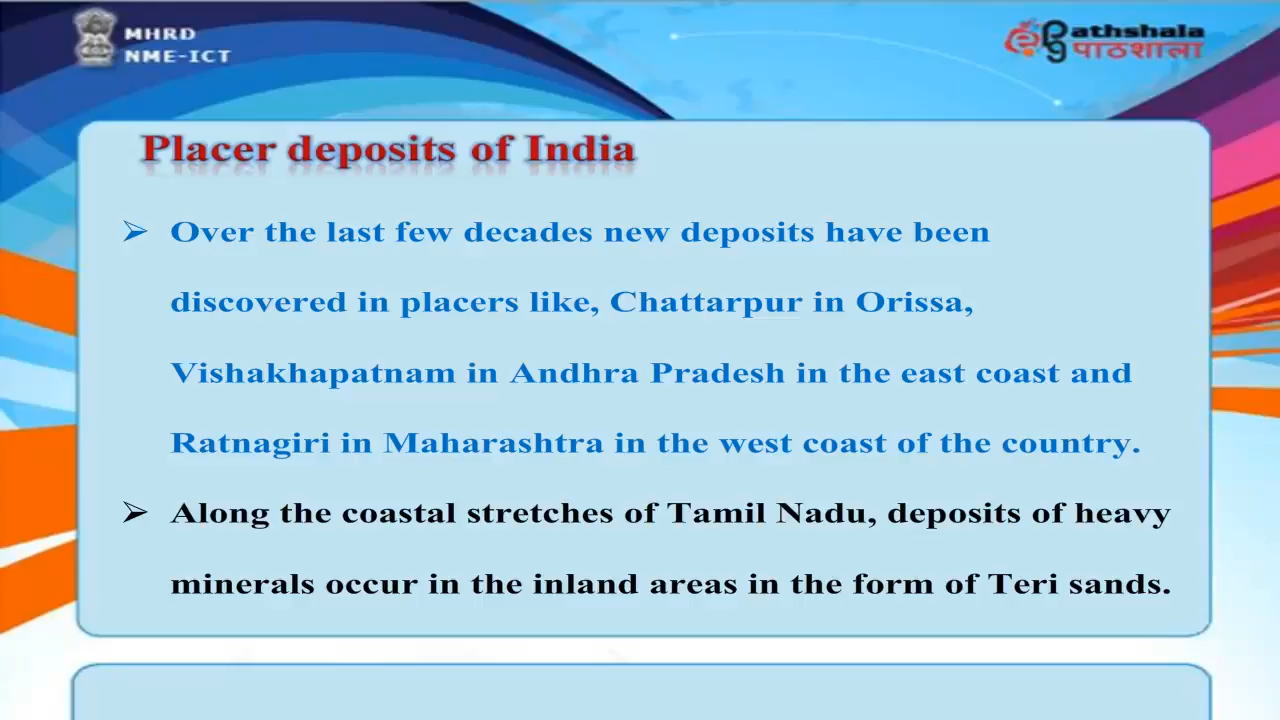 MHRD
NME-ICT
athshala
पाठशाला
Placer deposits of India
Over the last few decades new deposits have been
discovered in placers like, Chattarpur in Orissa,
Vishakhapatnam in Andhra Pradesh in the east coast and
Ratnagiri in Maharashtra in the west coast of the country.
Along the coastal stretches of Tamil Nadu, deposits of heavy
minerals occur in the inland areas in the form of Teri sands.